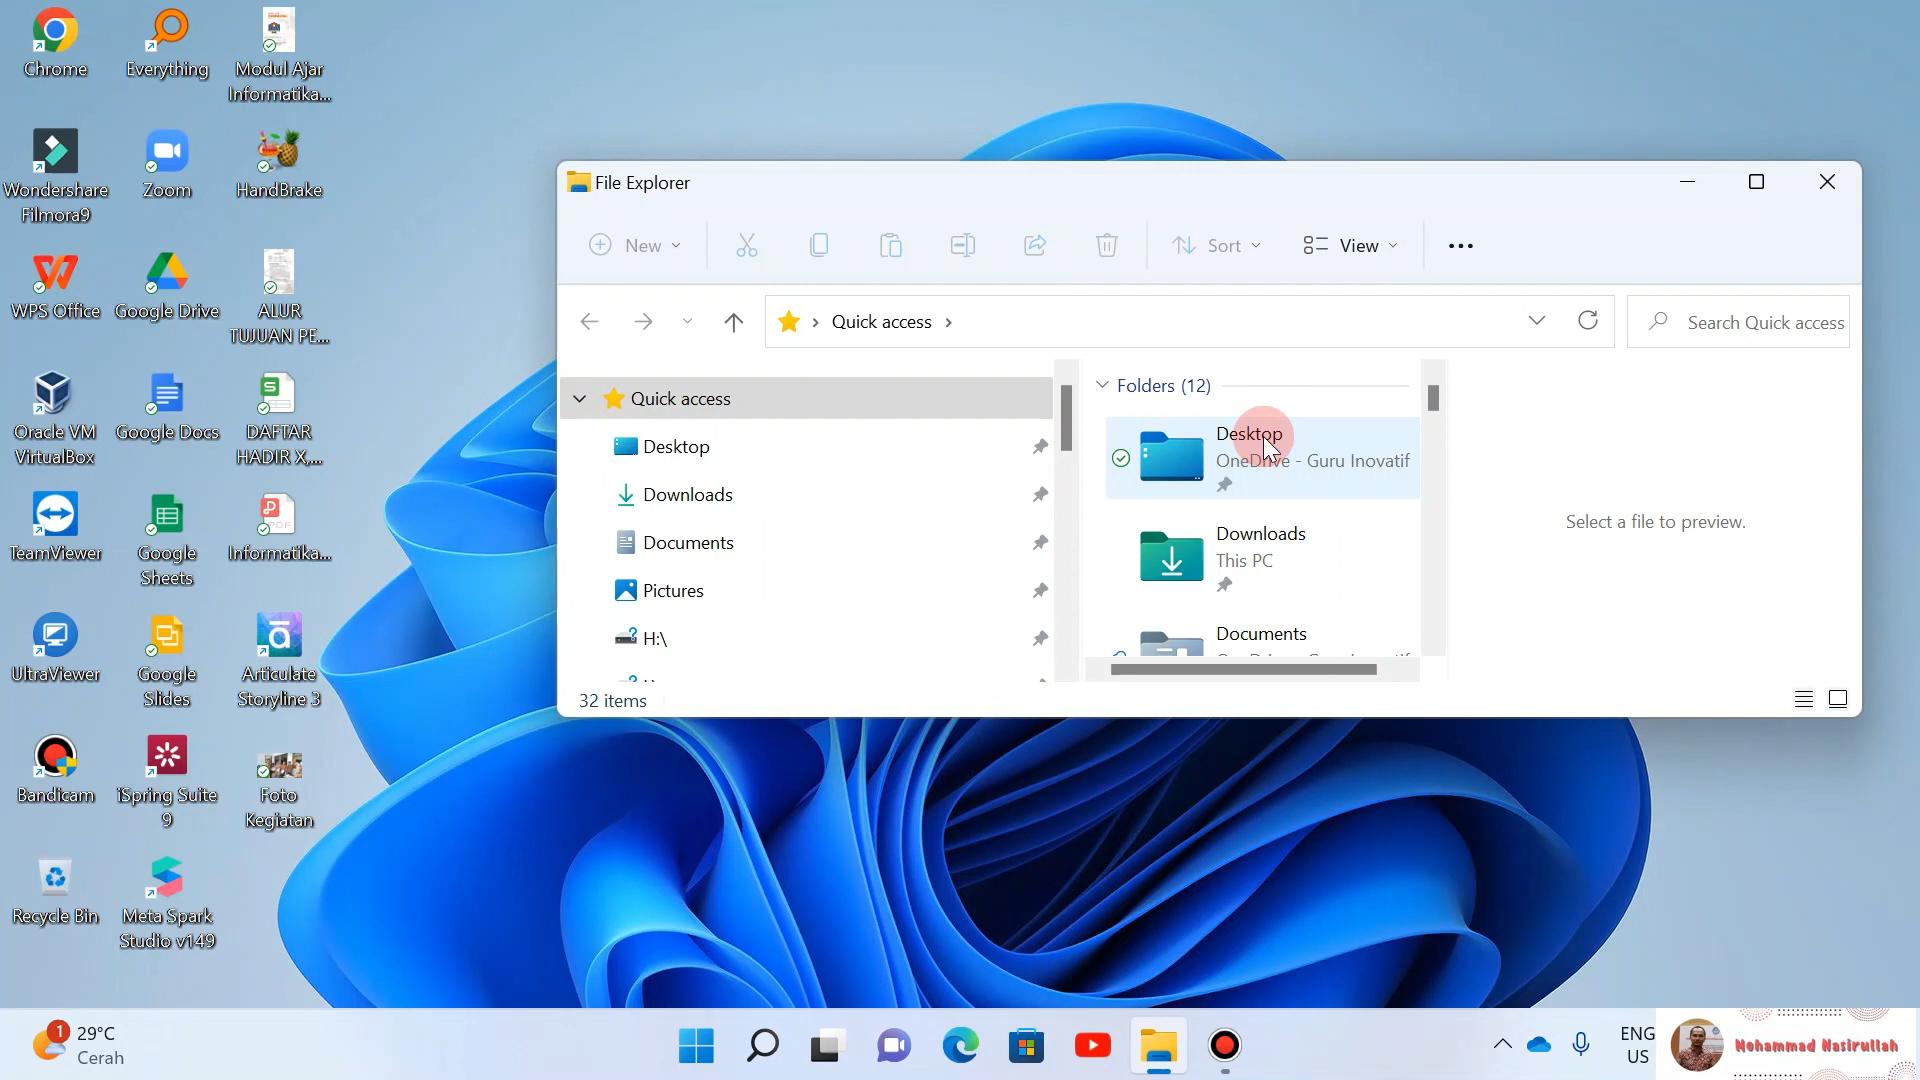 Chrome
Everything
Modul Ajar
Informatika...
Wondershare
Filmora9
Zoom
HandBrake
WPS Office
Google Drive
ALUR
TUJUAN PE...
Oracle VM
VirtualBox
Google Docs
DAFTAR
HADIR X,...
TeamViewer
Google
Sheets
Informatika...
UltraViewer
Google
Slides
Articulate
Storyline 3
Bandicam
iSpring Suite
9
Foto
Kegiatan
Recycle Bin
Meta Spark
Studio v149
File Explorer
New
Sort
View
Quick access
Search Quick access
Quick access
Desktop
Downloads
Documents
Pictures
H:\
32 items
Folders (12)
Desktop
OneDrive - Guru Inovatif
Downloads
This PC
Documents
Select a file to preview.
1
29°C
Cerah
ENG
US
Mohammad Nasirullah